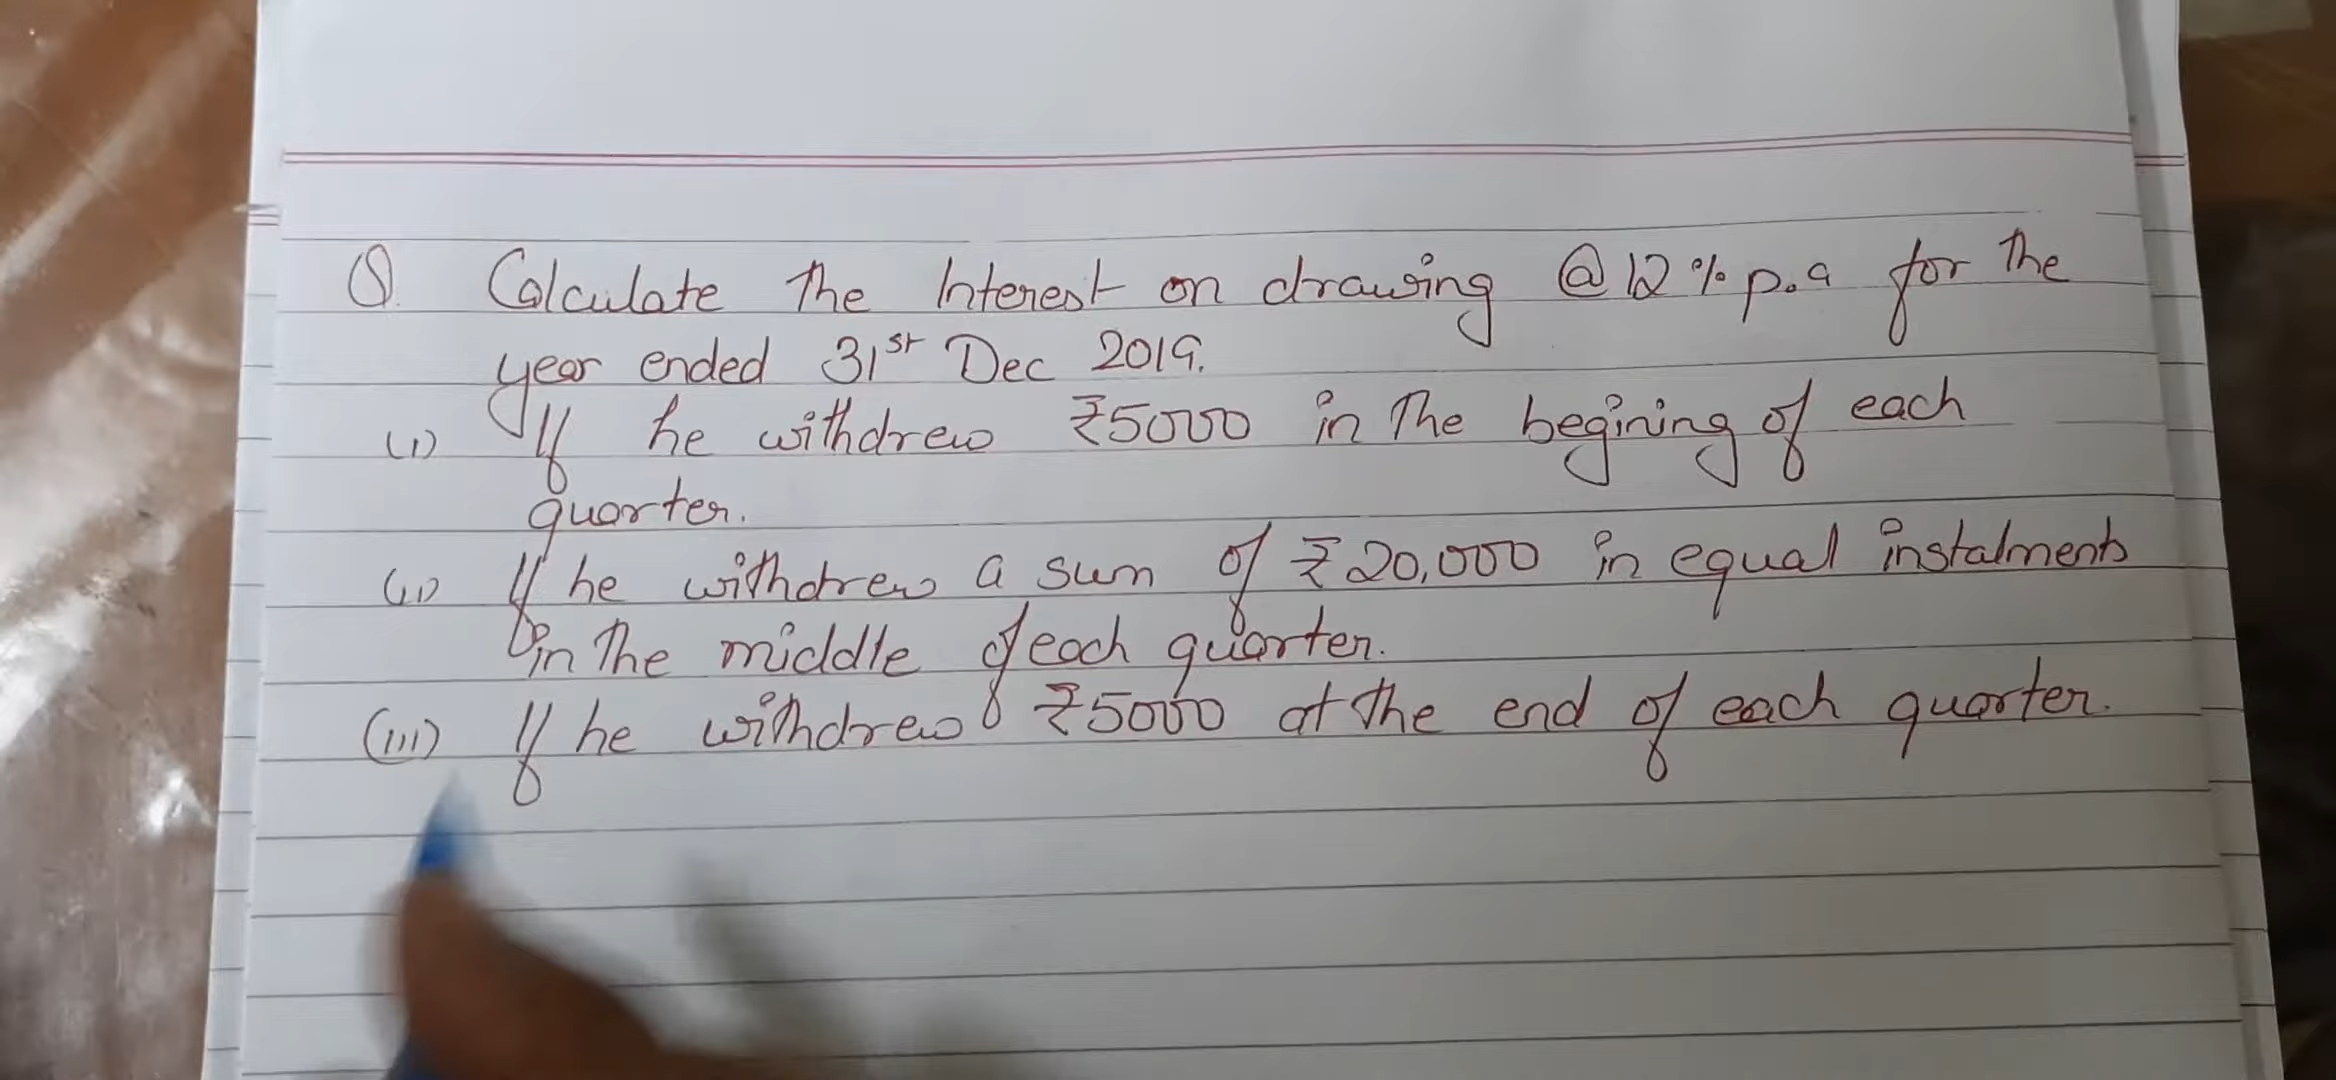 Q. Calculate the Interest on drawing @ 12% p.a for the
year ended 31st Dec 2019.
(i) If he withdrew ₹5000 in the begining of each
quarter.
(ii) If he withdrew a sum of ₹20,000 in equal instalments
in the middle of each quarter.
(iii) If he withdrew ₹5000 at the end of each quarter.